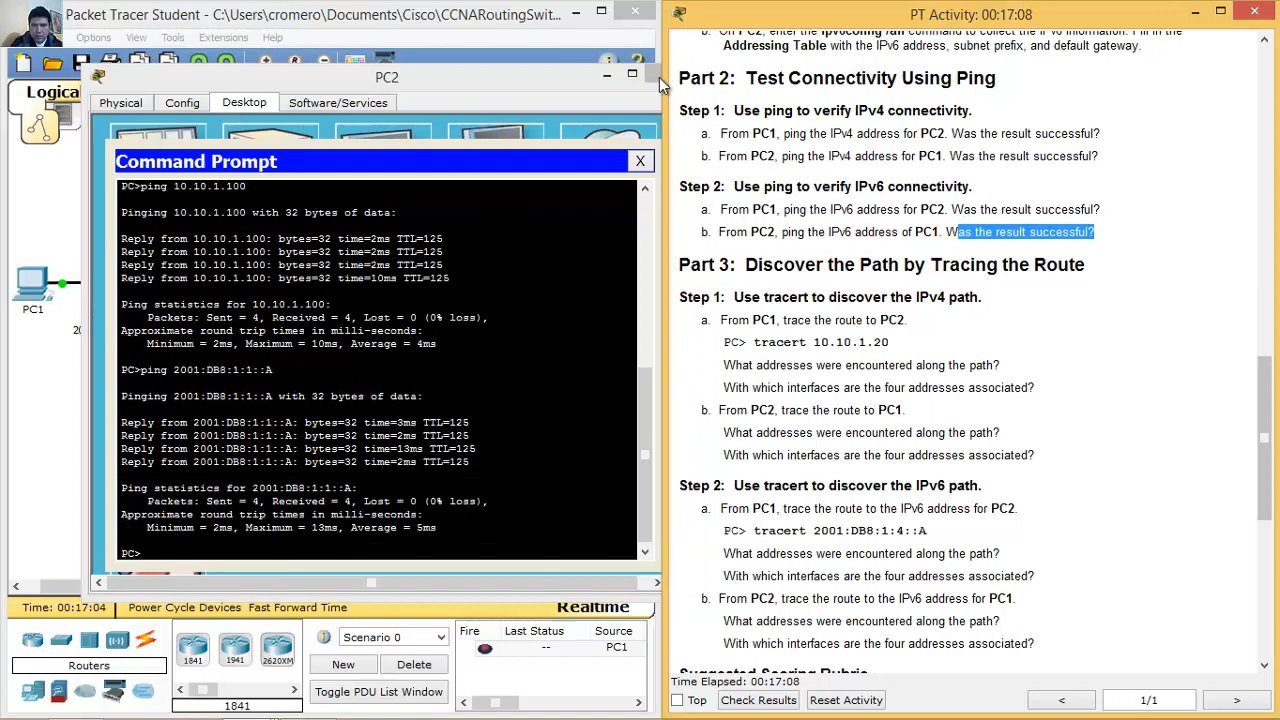 Packet Tracer Student - C:\Users\cromero\Documents\Cisco\CCNARoutingSwit...
Options View Tools Extensions Help
Logical
PC1
PC2
Physical Config Desktop Software/Services
Command Prompt X
PC>ping 10.10.1.100
Pinging 10.10.1.100 with 32 bytes of data:
Reply from 10.10.1.100: bytes=32 time=2ms TTL=125
Reply from 10.10.1.100: bytes=32 time=2ms TTL=125
Reply from 10.10.1.100: bytes=32 time=2ms TTL=125
Reply from 10.10.1.100: bytes=32 time=10ms TTL=125
Ping statistics for 10.10.1.100:
Packets: Sent = 4, Received = 4, Lost = 0 (0% loss),
Approximate round trip times in milli-seconds:
Minimum = 2ms, Maximum = 10ms, Average = 4ms
PC>ping 2001:DB8:1:1::A
Pinging 2001:DB8:1:1::A with 32 bytes of data:
Reply from 2001:DB8:1:1::A: bytes=32 time=3ms TTL=125
Reply from 2001:DB8:1:1::A: bytes=32 time=2ms TTL=125
Reply from 2001:DB8:1:1::A: bytes=32 time=13ms TTL=125
Reply from 2001:DB8:1:1::A: bytes=32 time=2ms TTL=125
Ping statistics for 2001:DB8:1:1::A:
Packets: Sent = 4, Received = 4, Lost = 0 (0% loss),
Approximate round trip times in milli-seconds:
Minimum = 2ms, Maximum = 13ms, Average = 5ms
PC>
Time: 00:17:04 Power Cycle Devices Fast Forward Time Realtime
Routers
1841 1941 2620XM
1841
Scenario 0
New Delete
Toggle PDU List Window
Fire Last Status Source
-- PC1
PT Activity: 00:17:08
b. On PC2, enter the ipv6config /all command to collect the IPv6 information. Fill in the
Addressing Table with the IPv6 address, subnet prefix, and default gateway.
Part 2: Test Connectivity Using Ping
Step 1: Use ping to verify IPv4 connectivity.
a. From PC1, ping the IPv4 address for PC2. Was the result successful?
b. From PC2, ping the IPv4 address for PC1. Was the result successful?
Step 2: Use ping to verify IPv6 connectivity.
a. From PC1, ping the IPv6 address for PC2. Was the result successful?
b. From PC2, ping the IPv6 address of PC1. Was the result successful?
Part 3: Discover the Path by Tracing the Route
Step 1: Use tracert to discover the IPv4 path.
a. From PC1, trace the route to PC2.
PC> tracert 10.10.1.20
What addresses were encountered along the path?
With which interfaces are the four addresses associated?
b. From PC2, trace the route to PC1.
What addresses were encountered along the path?
With which interfaces are the four addresses associated?
Step 2: Use tracert to discover the IPv6 path.
a. From PC1, trace the route to the IPv6 address for PC2.
PC> tracert 2001:DB8:1:4::A
What addresses were encountered along the path?
With which interfaces are the four addresses associated?
b. From PC2, trace the route to the IPv6 address for PC1.
What addresses were encountered along the path?
With which interfaces are the four addresses associated?
Suggested Scoring Rubric
Time Elapsed: 00:17:08
Top Check Results Reset Activity < 1/1 >